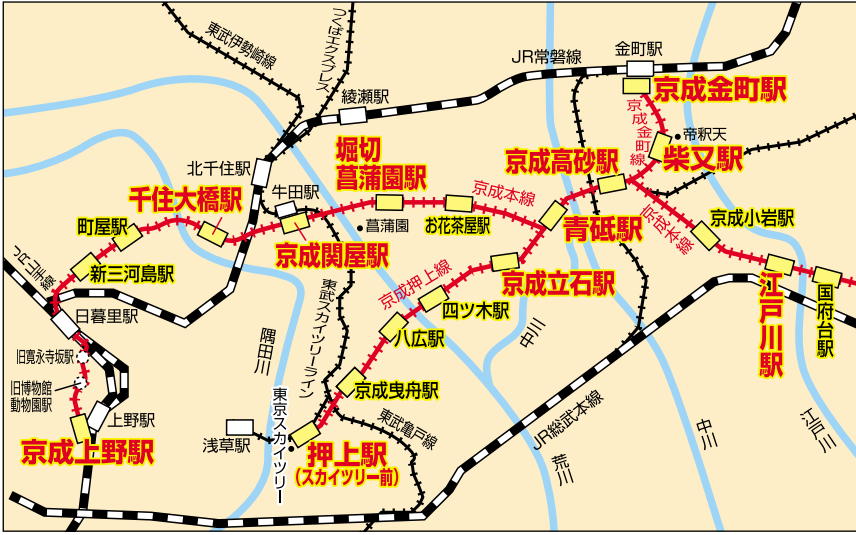 東武伊勢崎線
つくばエクスプレス
JR常磐線
金町駅
京成金町駅
綾瀬駅
京成金町線
帝釈天
柴又駅
堀切
菖蒲園駅
京成高砂駅
北千住駅
千住大橋駅
牛田駅
京成本線
町屋駅
お花茶屋駅
菖蒲園
青砥駅
京成本線
京成小岩駅
京成関屋駅
JR山手線
新三河島駅
京成押上線
京成立石駅
江戸川駅
国府台駅
東武スカイツリーライン
四ツ木駅
日暮里駅
隅田川
八広駅
中川
旧寛永寺坂駅
旧博物館
動物園駅
京成曳舟駅
東京スカイツリー
上野駅
浅草駅
東武亀戸線
JR総武本線
中川
江戸川
京成上野駅
押上駅
(スカイツリー前)
荒川